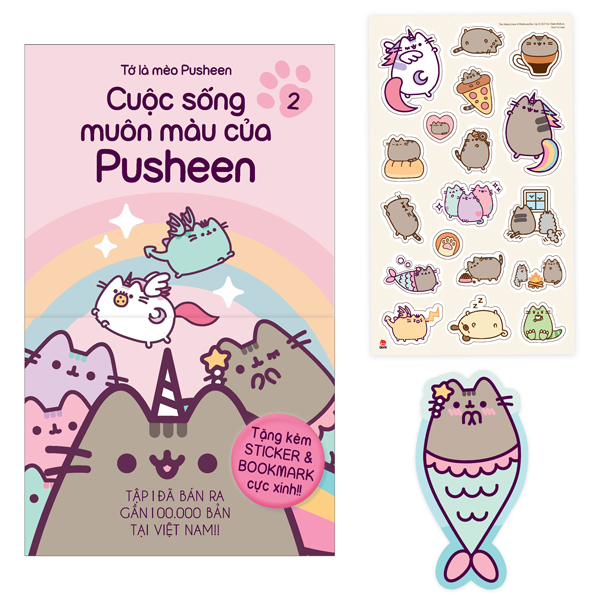 Tớ là mèo Pusheen
Cuộc sống
muôn màu của
Pusheen
2
Tặng kèm
STICKER &
BOOKMARK
cực xinh!!
TẬP 1 ĐÃ BÁN RA
GẦN 100.000 BẢN
TẠI VIỆT NAM!!